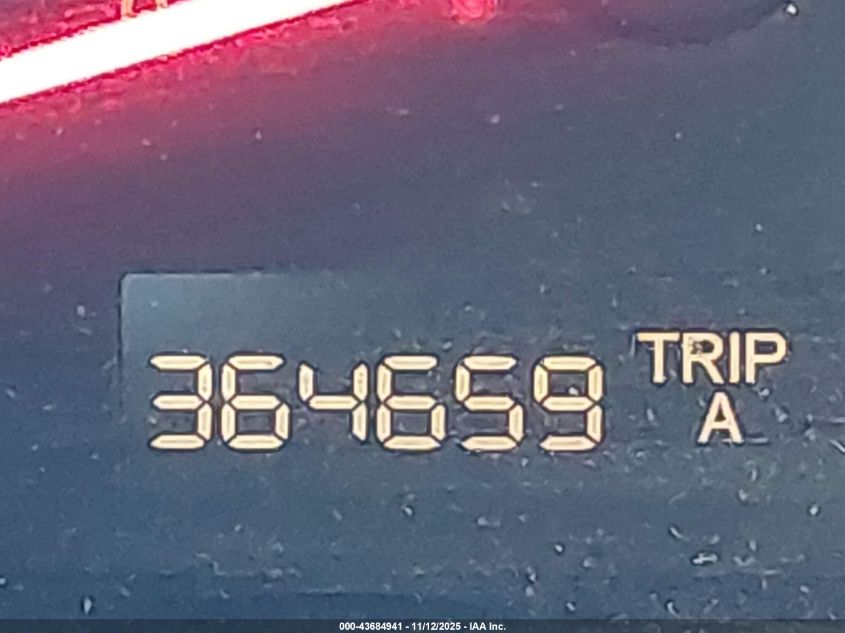 364659 TRIP
A
000-43684941 - 11/12/2025 - IAA Inc.